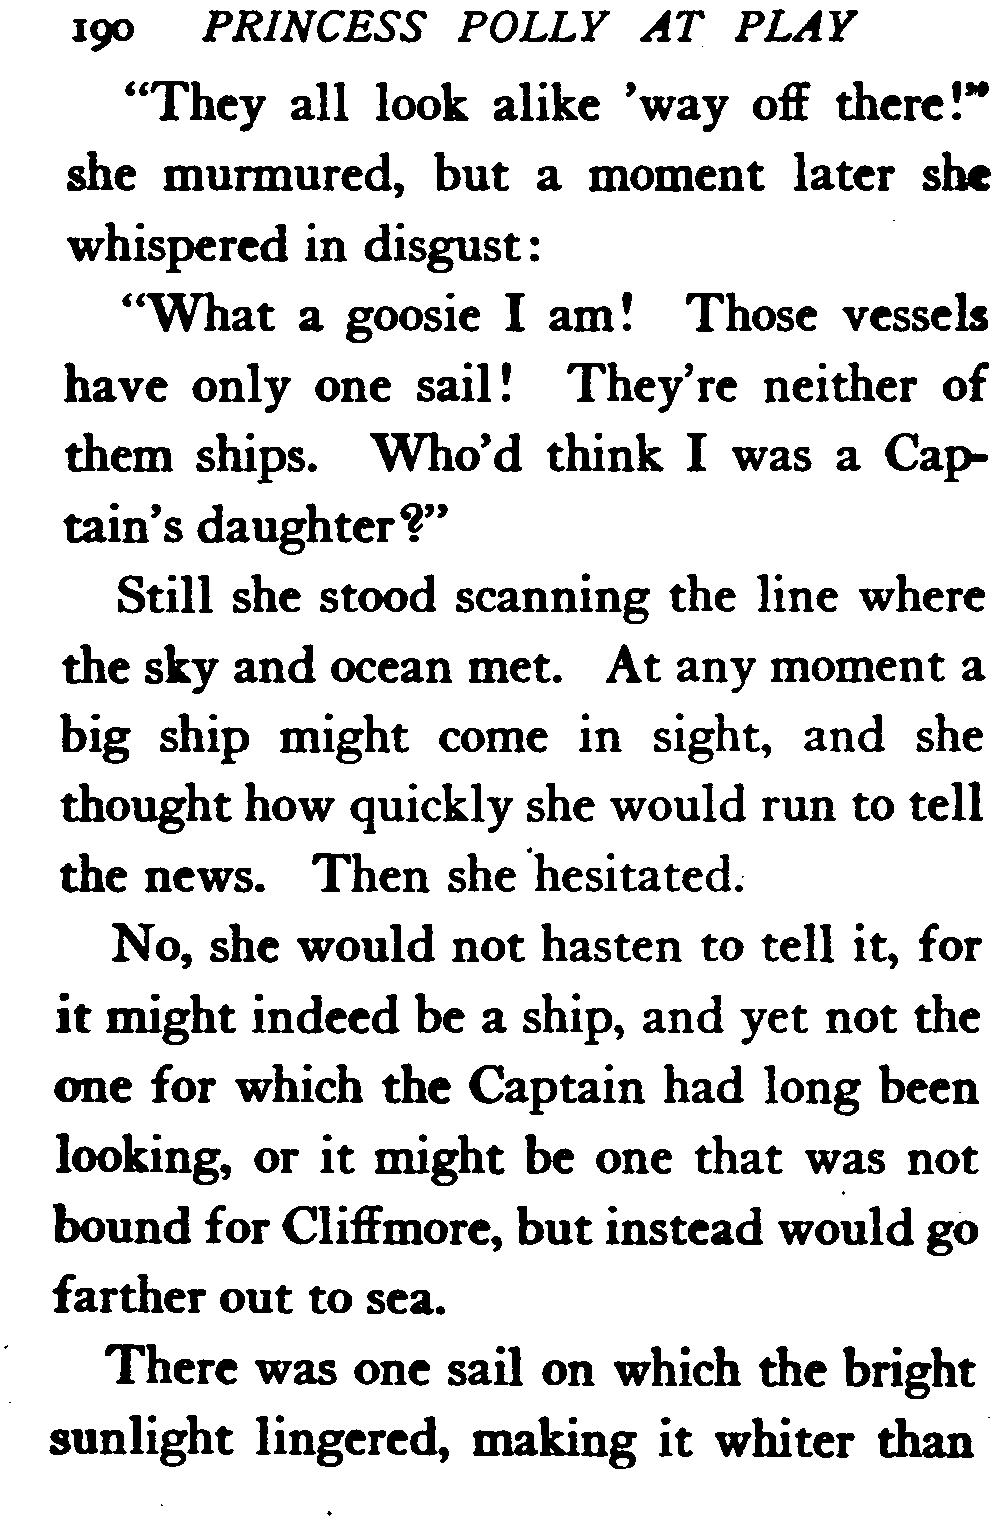 190 PRINCESS POLLY AT PLAY
“They all look alike ’way off there!”
she murmured, but a moment later she
whispered in disgust:
“What a goosie I am! Those vessels
have only one sail! They’re neither of
them ships. Who’d think I was a Cap-
tain’s daughter?”
Still she stood scanning the line where
the sky and ocean met. At any moment a
big ship might come in sight, and she
thought how quickly she would run to tell
the news. Then she hesitated.
No, she would not hasten to tell it, for
it might indeed be a ship, and yet not the
one for which the Captain had long been
looking, or it might be one that was not
bound for Cliffmore, but instead would go
farther out to sea.
There was one sail on which the bright
sunlight lingered, making it whiter than